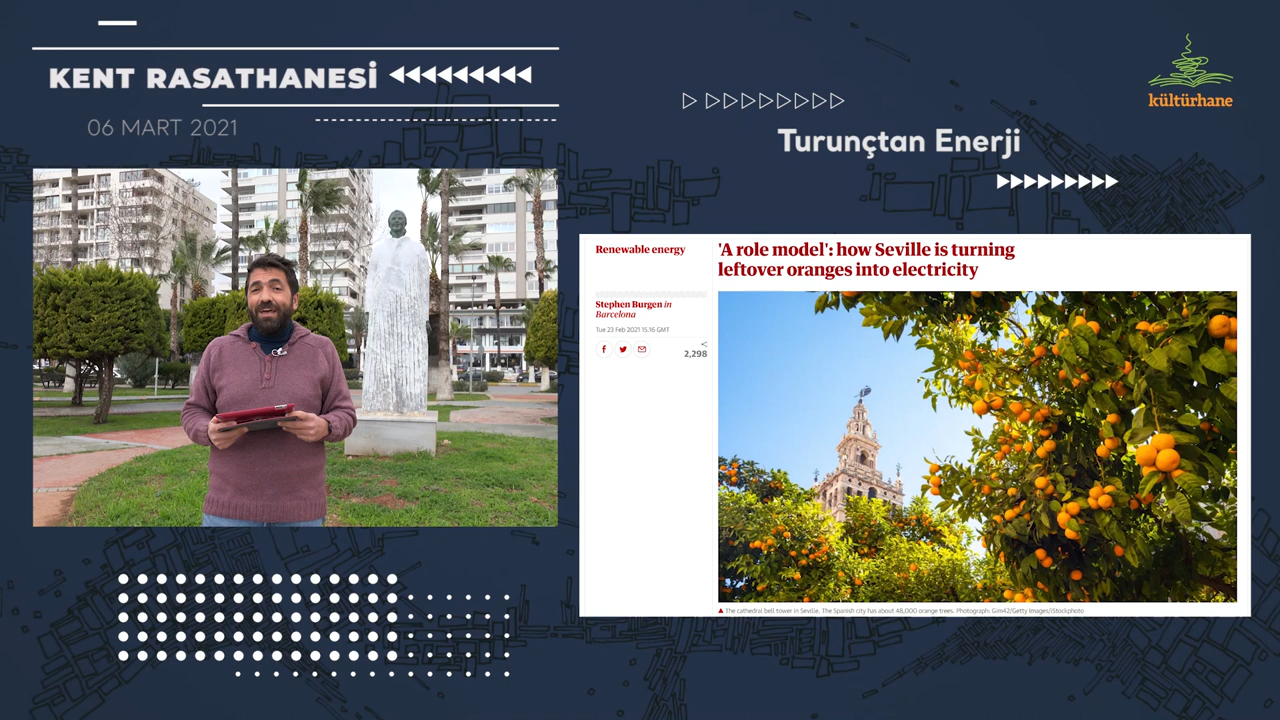 KENT RASATHANESİ
06 MART 2021
kültürhane
Turunçtan Enerji
Renewable energy
'A role model': how Seville is turning
leftover oranges into electricity
Stephen Burgen in
Barcelona
Tue 23 Feb 2021 15.16 GMT
2,298
The cathedral bell tower in Seville. The Spanish city has about 48,000 orange trees. Photograph: Gim42/Getty Images/iStockphoto